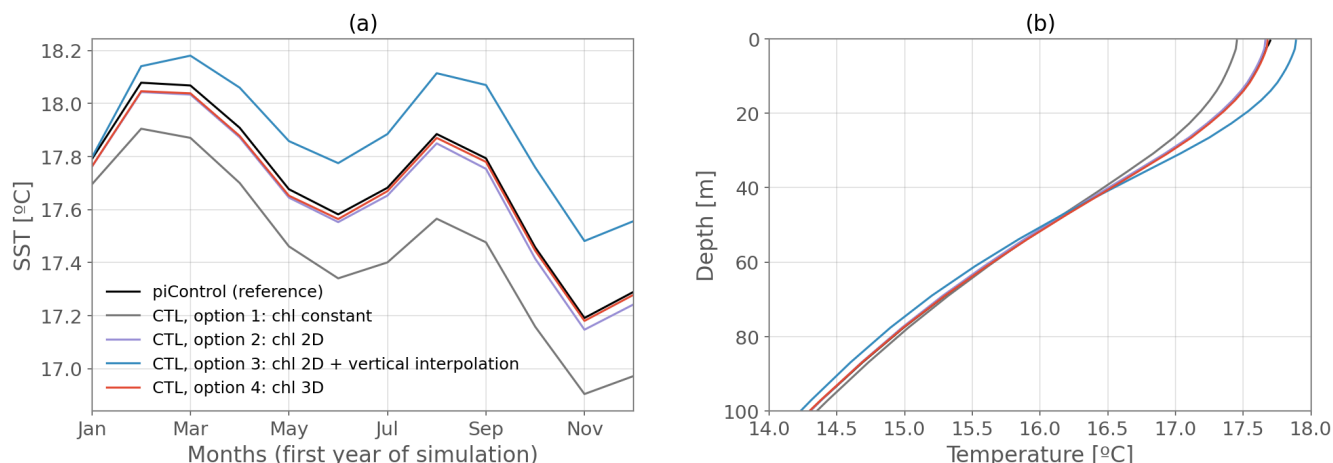 (a)
18.2
18.0
17.8
17.6
17.4
17.2
17.0
SST [ºC]
piControl (reference)
CTL, option 1: chl constant
CTL, option 2: chl 2D
CTL, option 3: chl 2D + vertical interpolation
CTL, option 4: chl 3D
Jan Mar May Jul Sep Nov
Months (first year of simulation)
(b)
0
20
40
60
80
100
Depth [m]
14.0 14.5 15.0 15.5 16.0 16.5 17.0 17.5 18.0
Temperature [ºC]